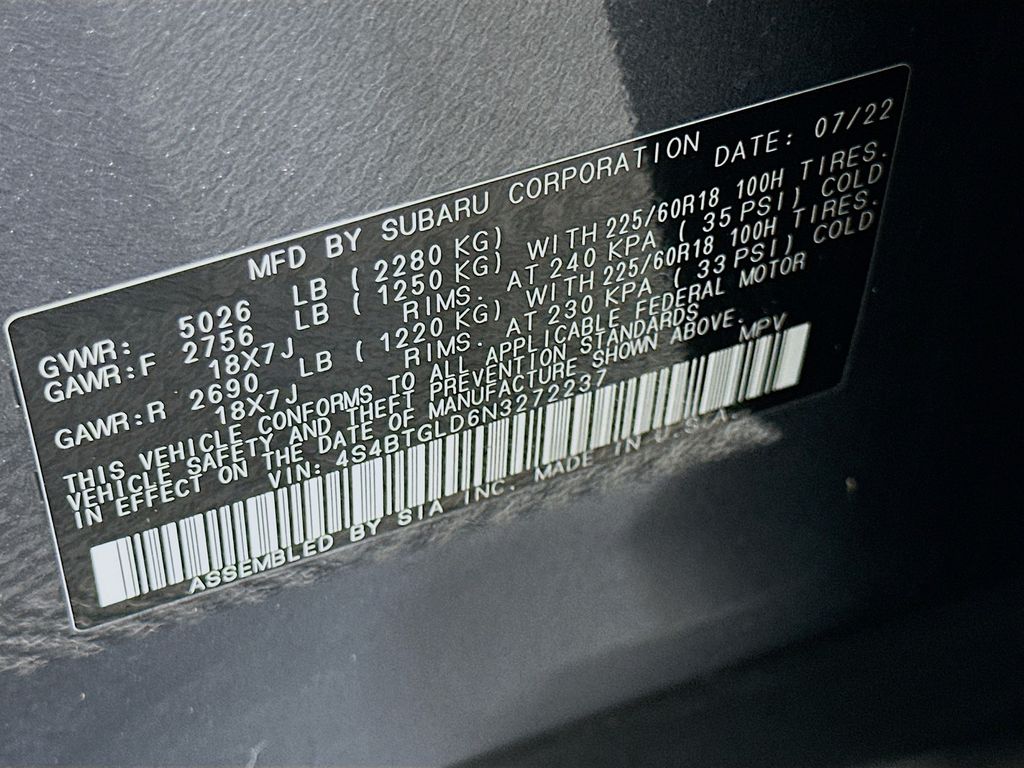 MFD BY SUBARU CORPORATION DATE: 07/22
GVWR: 5026 LB ( 2280 KG)
GAWR:F 2756 LB ( 1250 KG) WITH 225/60R18 100H TIRES.
18X7J RIMS. AT 240 KPA ( 35 PSI) COLD
GAWR:R 2690 LB ( 1220 KG) WITH 225/60R18 100H TIRES.
18X7J RIMS. AT 230 KPA ( 33 PSI) COLD
THIS VEHICLE CONFORMS TO ALL APPLICABLE FEDERAL MOTOR
VEHICLE SAFETY AND THEFT PREVENTION STANDARDS
IN EFFECT ON THE DATE OF MANUFACTURE SHOWN ABOVE.
VIN: 4S4BTGLD6N3272237 MPV
ASSEMBLED BY SIA INC. MADE IN U.S.A.